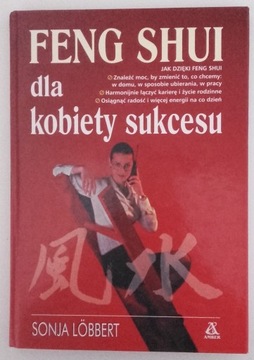 FENG SHUI
dla
JAK DZIĘKI FENG SHUI
Znaleźć moc, by zmienić to, co chcemy:
w domu, w sposobie ubierania, w pracy
Harmonijnie łączyć karierę i życie rodzinne
Osiągnąć radość i więcej energii na co dzień
kobiety sukcesu
風水
SONJA LÖBBERT
AMBER